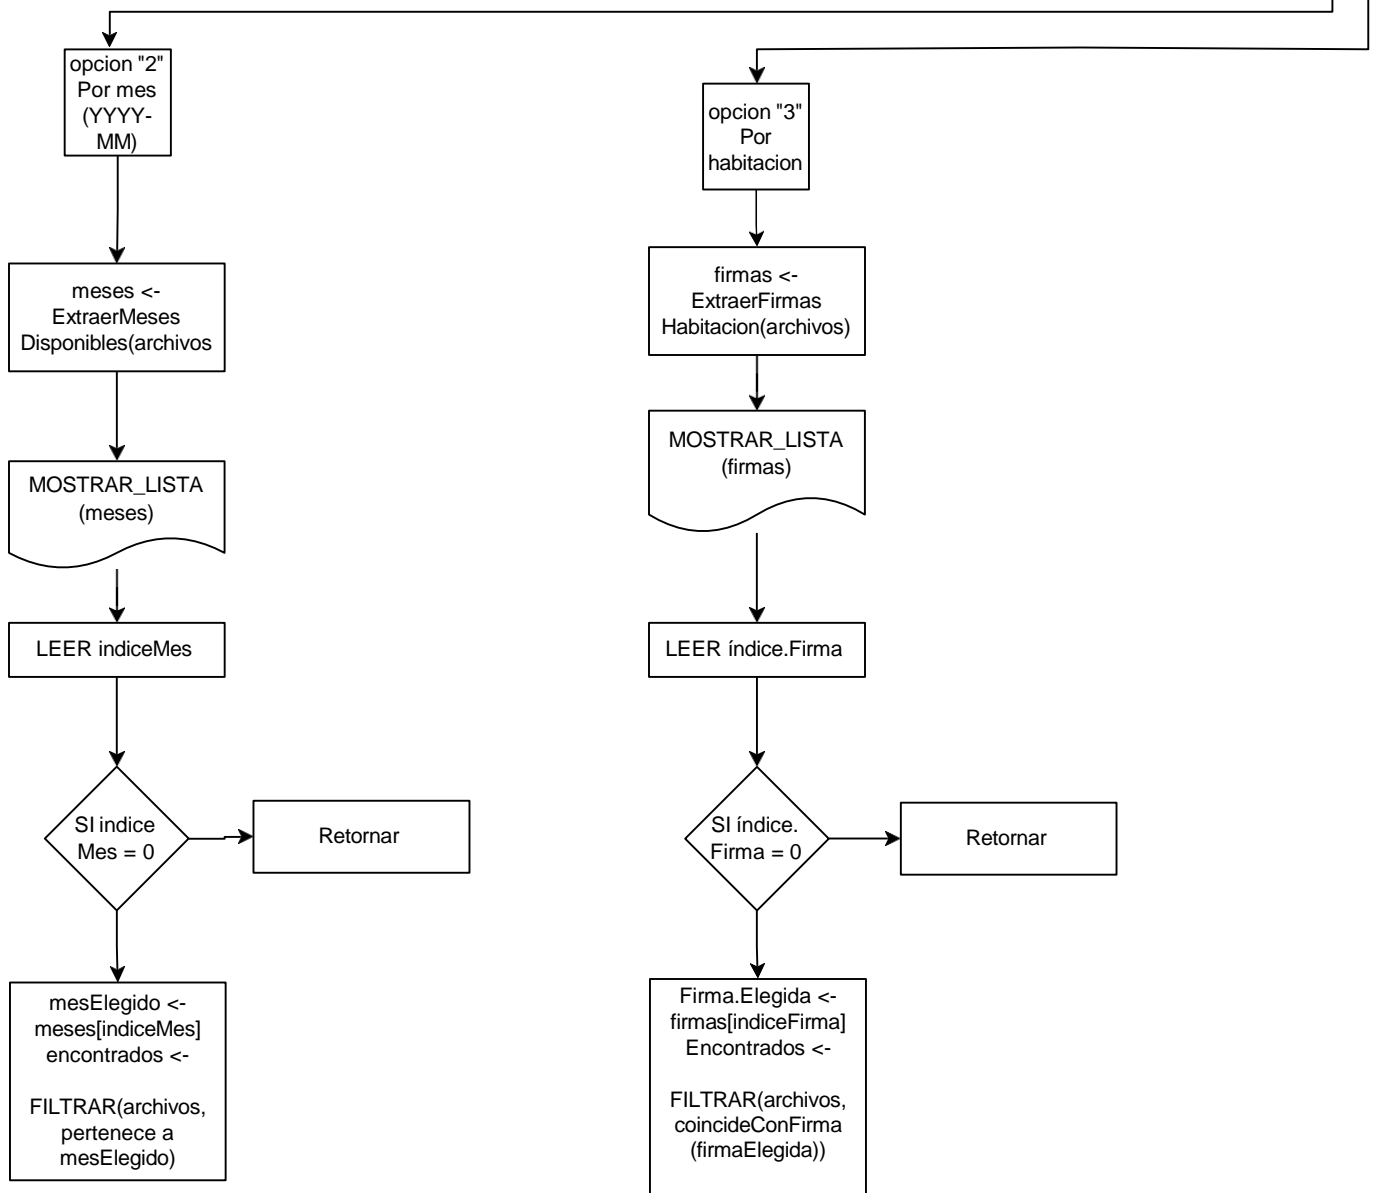 opcion "2"
Por mes
(YYYY-
MM)
meses <-
ExtraerMeses
Disponibles(archivos
MOSTRAR_LISTA
(meses)
LEER indiceMes
SI indice
Mes = 0
Retornar
mesElegido <-
meses[indiceMes]
encontrados <-
FILTRAR(archivos,
pertenece a
mesElegido)
opcion "3"
Por
habitacion
firmas <-
ExtraerFirmas
Habitacion(archivos)
MOSTRAR_LISTA
(firmas)
LEER índice.Firma
SI índice.
Firma = 0
Retornar
Firma.Elegida <-
firmas[indiceFirma]
Encontrados <-
FILTRAR(archivos,
coincideConFirma
(firmaElegida))